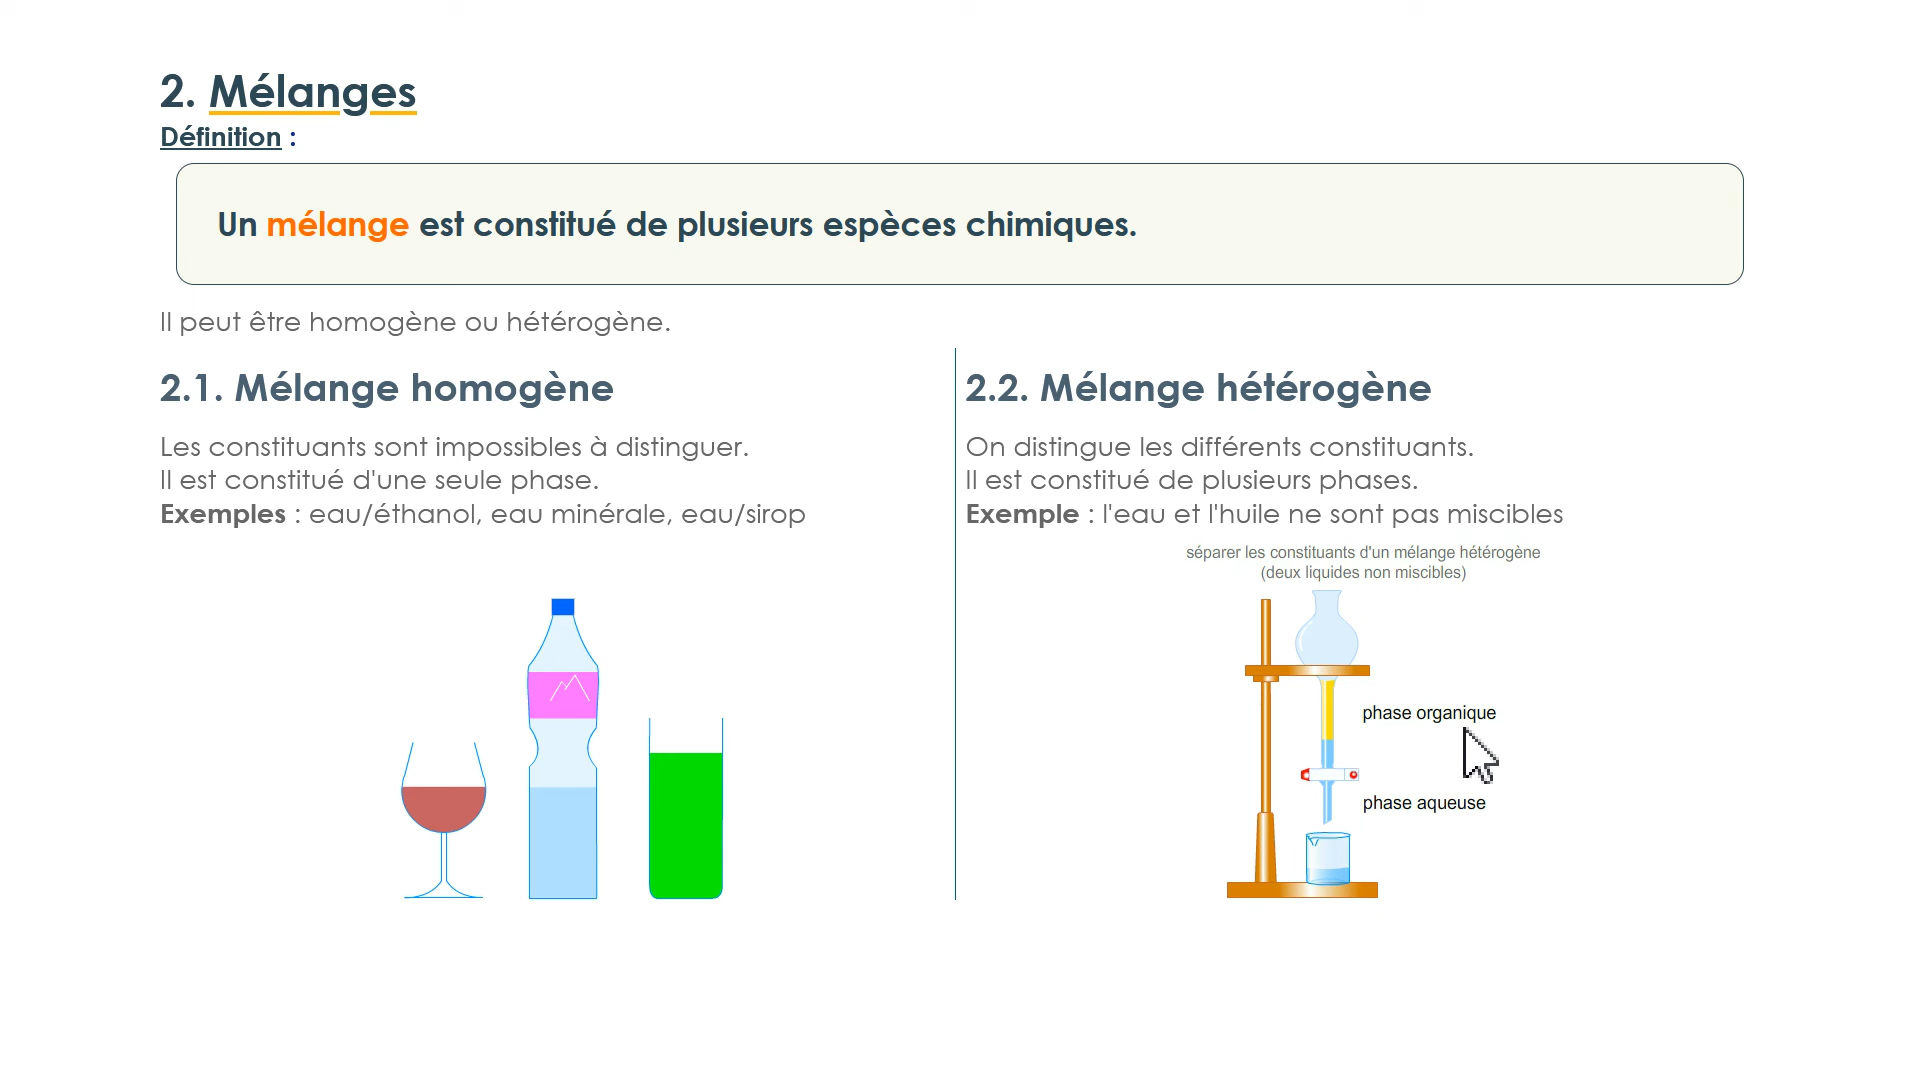 2. Mélanges
Définition :
Un mélange est constitué de plusieurs espèces chimiques.
Il peut être homogène ou hétérogène.
2.1. Mélange homogène
Les constituants sont impossibles à distinguer.
Il est constitué d'une seule phase.
Exemples : eau/éthanol, eau minérale, eau/sirop
2.2. Mélange hétérogène
On distingue les différents constituants.
Il est constitué de plusieurs phases.
Exemple : l'eau et l'huile ne sont pas miscibles
séparer les constituants d'un mélange hétérogène
(deux liquides non miscibles)
phase organique
phase aqueuse